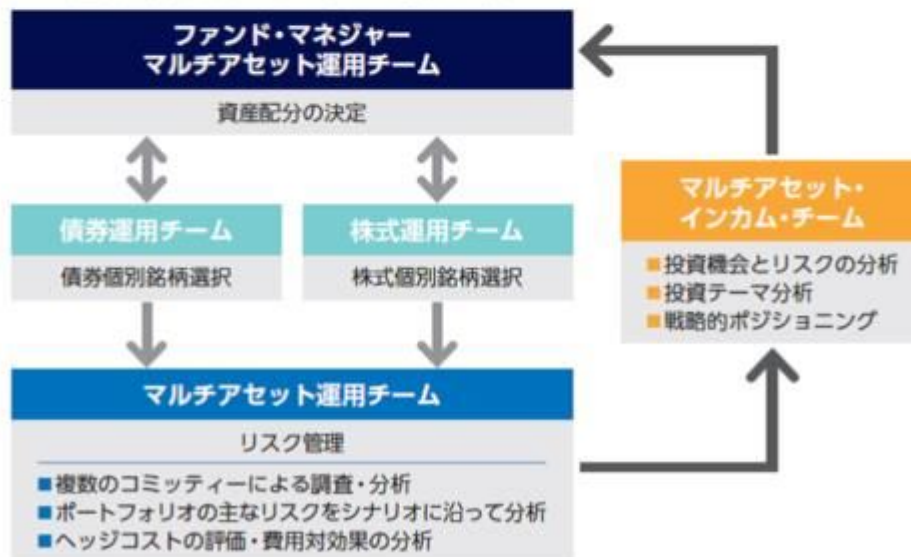 ファンド・マネジャー
マルチアセット運用チーム
資産配分の決定
債券運用チーム
債券個別銘柄選択
株式運用チーム
株式個別銘柄選択
マルチアセット・
インカム・チーム
■投資機会とリスクの分析
■投資テーマ分析
■戦略的ポジショニング
マルチアセット運用チーム
リスク管理
■複数のコミッティーによる調査・分析
■ポートフォリオの主なリスクをシナリオに沿って分析
■ヘッジコストの評価・費用対効果の分析